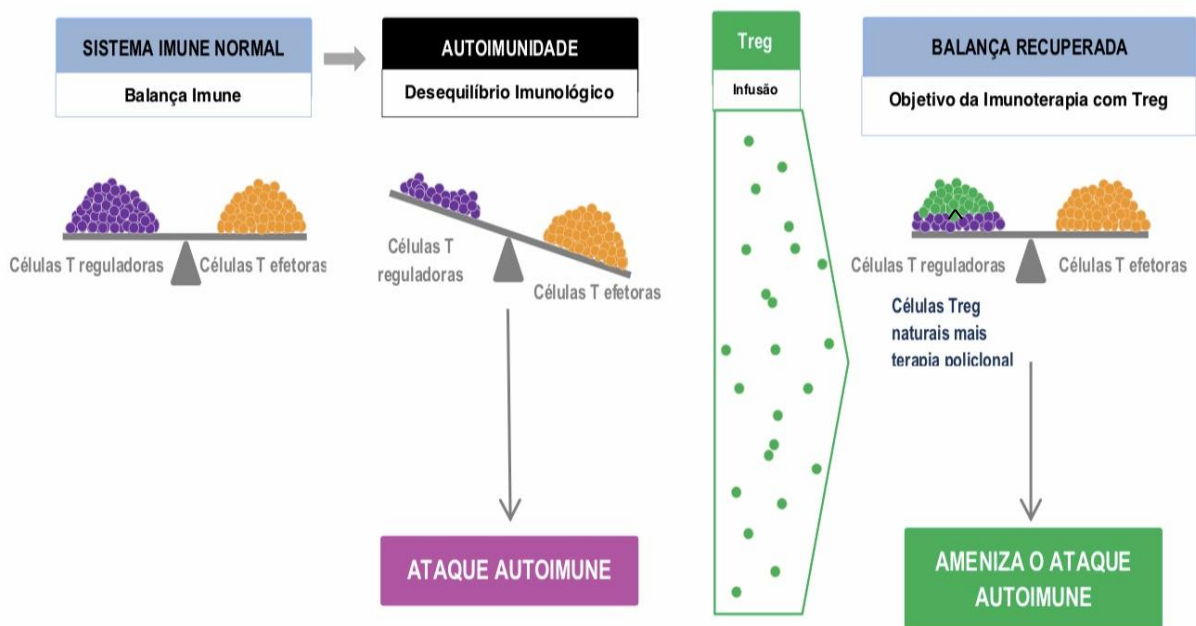 SISTEMA IMUNE NORMAL
Balança Imune
Células T reguladoras
Células T efetoras
AUTOIMUNIDADE
Desequilíbrio Imunológico
Células T
reguladoras
Células T efetoras
ATAQUE AUTOIMUNE
Treg
Infusão
BALANÇA RECUPERADA
Objetivo da Imunoterapia com Treg
Células T reguladoras
Células T efetoras
Células Treg
naturais mais
terapia policlonal
AMENIZA O ATAQUE
AUTOIMUNE